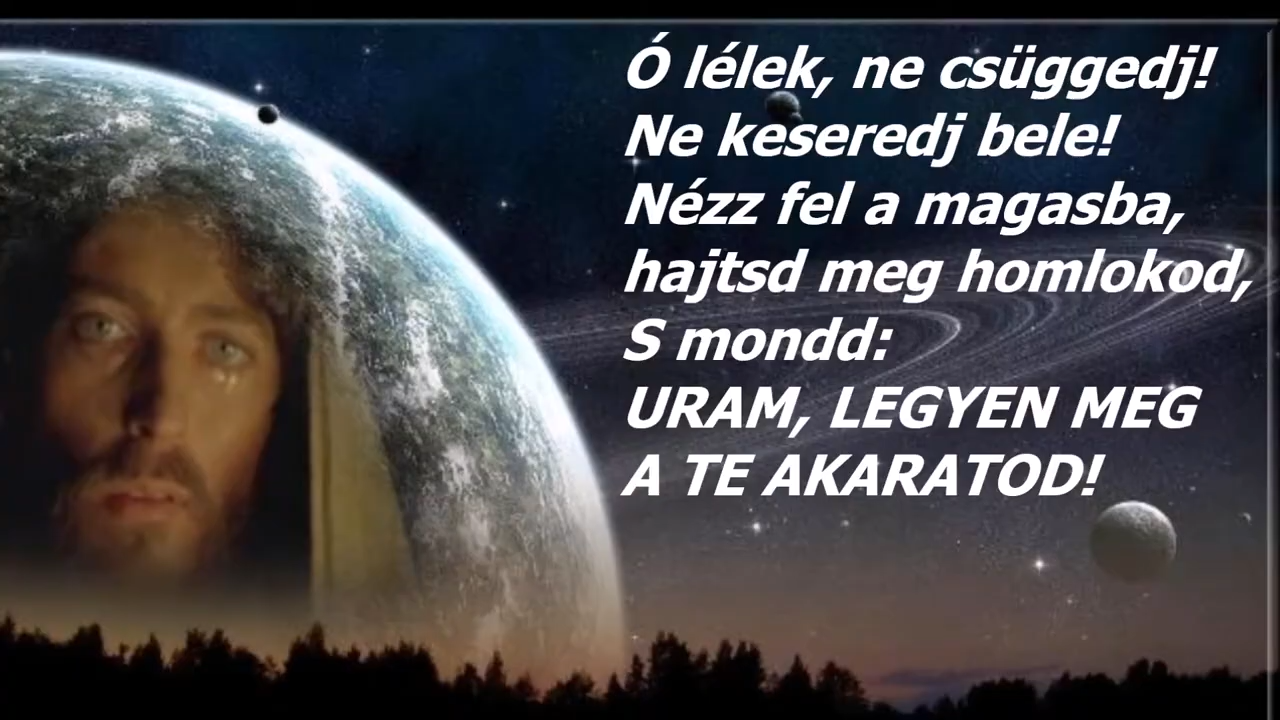 Ó lélek, ne csüggedj!
Ne keseredj bele!
Nézz fel a magasba,
hajtsd meg homlokod,
S mondd:
URAM, LEGYEN MEG
A TE AKARATOD!